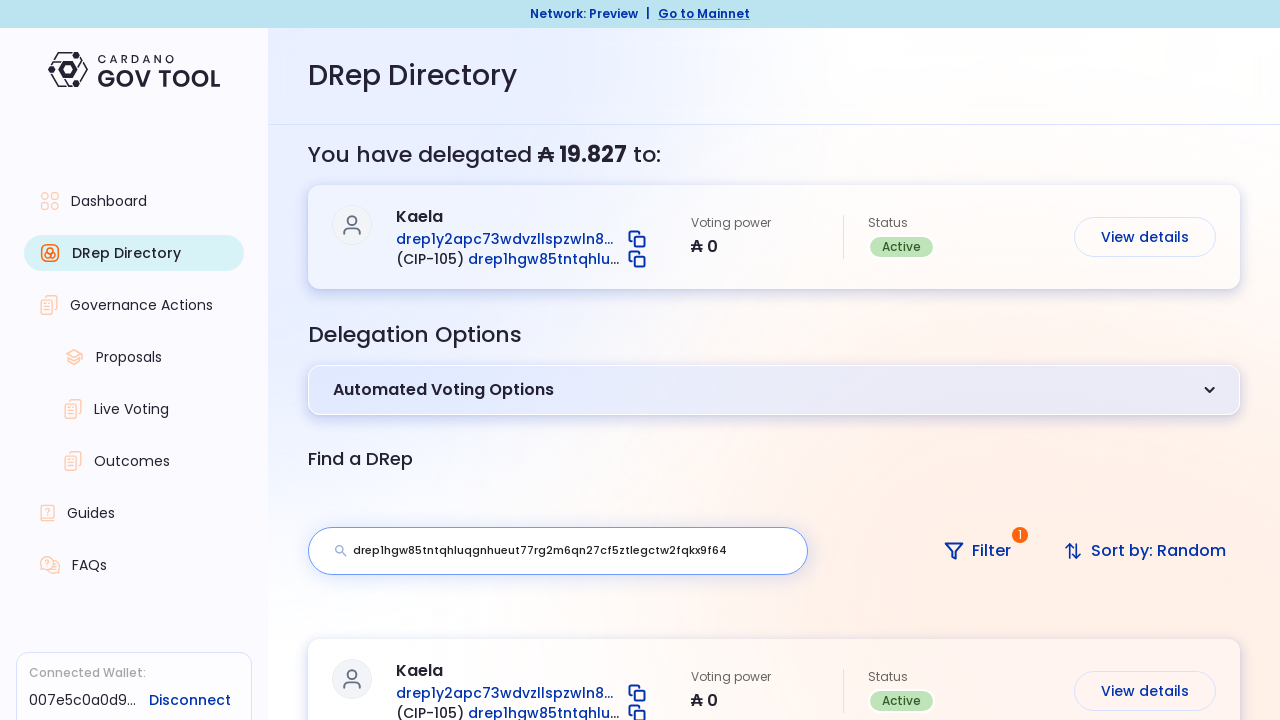 Network: Preview | Go to Mainnet
CARDANO
GOV TOOL
Dashboard
DRep Directory
Governance Actions
Proposals
Live Voting
Outcomes
Guides
FAQs
Connected Wallet:
007e5c0a0d9... Disconnect
DRep Directory
You have delegated ₳ 19.827 to:
Kaela
drep1y2apc73wdvzllspzwln8...
(CIP-105) drep1hgw85tntqhlu...
Voting power
₳ 0
Status
Active
View details
Delegation Options
Automated Voting Options
Find a DRep
drep1hgw85tntqhluqgnhueut77rg2m6qn27cf5ztlegctw2fqkx9f64
Filter 1
Sort by: Random
Kaela
drep1y2apc73wdvzllspzwln8...
(CIP-105) drep1hgw85tntqhlu...
Voting power
₳ 0
Status
Active
View details